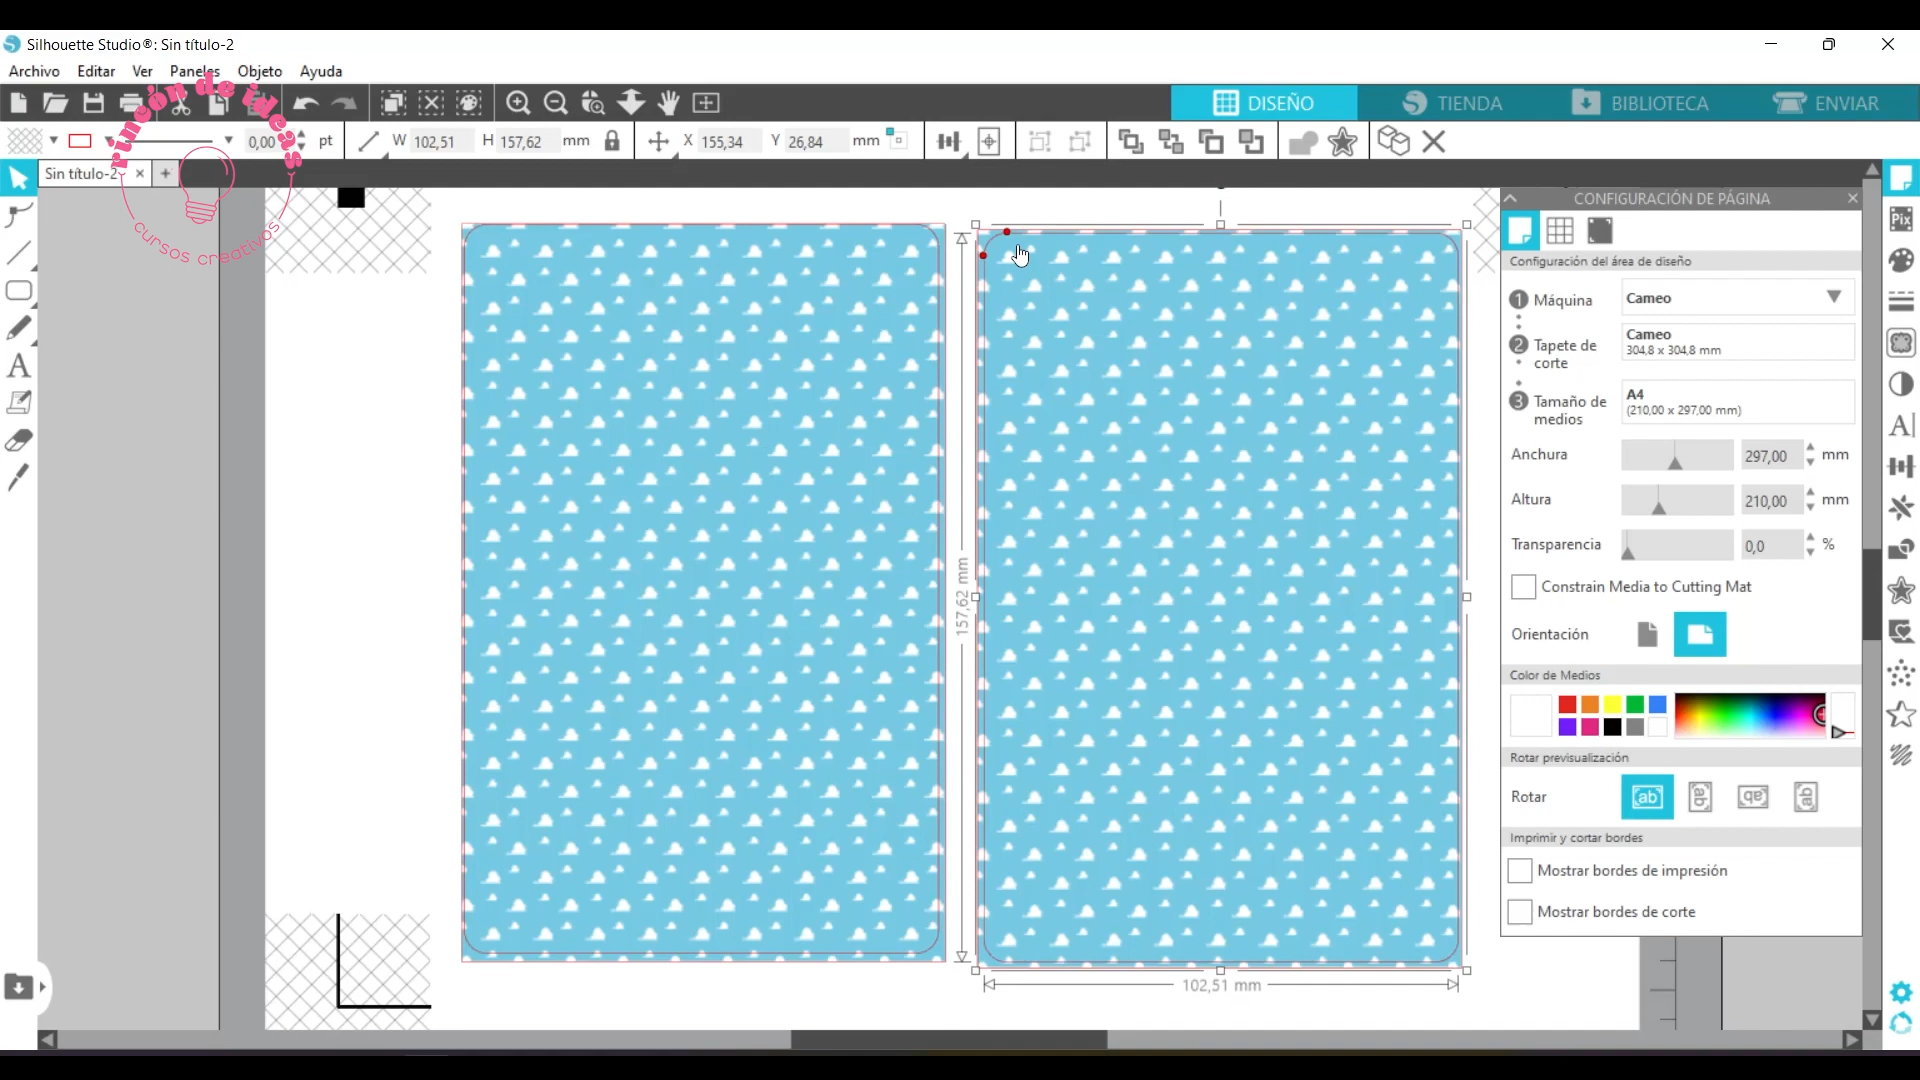 Silhouette Studio®: Sin título-2
Archivo Editar Ver Paneles Objeto Ayuda
DISEÑO TIENDA BIBLIOTECA ENVIAR
0,00 pt W 102,51 H 157,62 mm X 155,34 Y 26,84 mm
Sin título-2
cursos creativos
CONFIGURACIÓN DE PÁGINA
Pix
Configuración del área de diseño
1 Máquina Cameo
2 Tapete de corte
Cameo
304,8 x 304,8 mm
3 Tamaño de medios
A4
(210,00 x 297,00 mm)
Anchura 297,00 mm
Altura 210,00 mm
Transparencia 0,0 %
Constrain Media to Cutting Mat
Orientación
Color de Medios
Rotar previsualización
Rotar ab ab ab ab
Imprimir y cortar bordes
Mostrar bordes de impresión
Mostrar bordes de corte
157,62 mm
102,51 mm